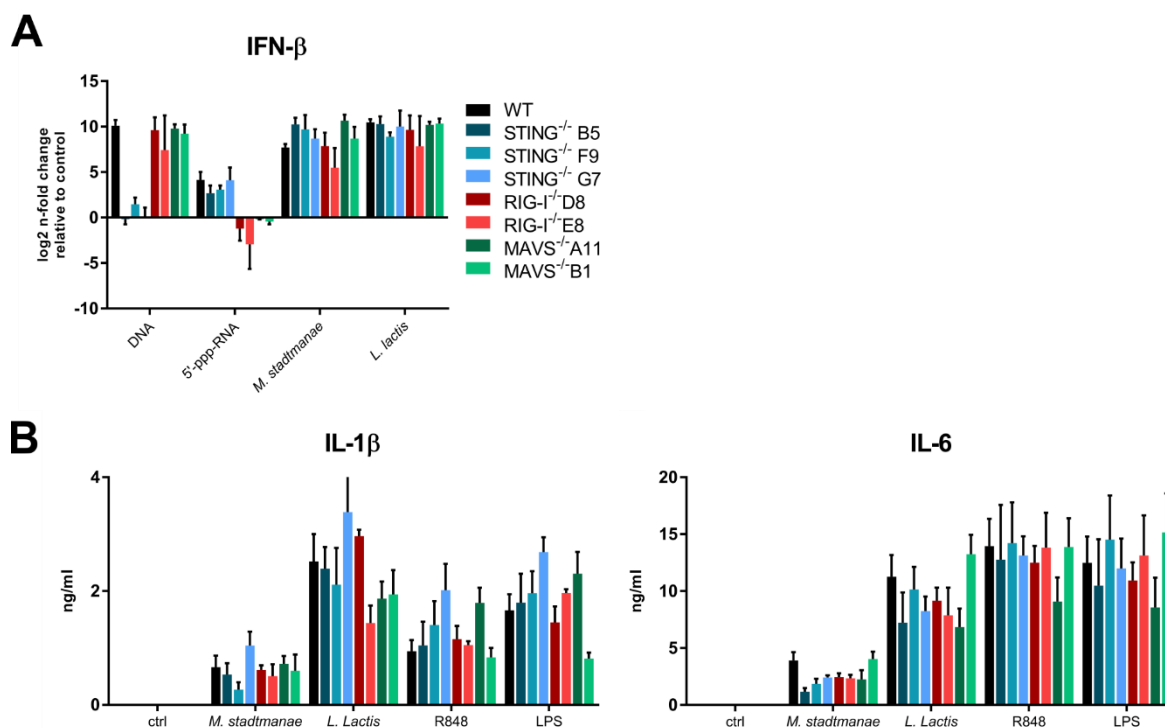 A
IFN-β
log2 n-fold change
relative to control
15
10
5
0
-5
-10
DNA
5'-ppp-RNA
M. stadtmanae
L. lactis
WT
STING-/- B5
STING-/- F9
STING-/- G7
RIG-I-/-D8
RIG-I-/-E8
MAVS-/-A11
MAVS-/-B1
B
IL-1β
ng/ml
4
2
0
ctrl
M. stadtmanae
L. Lactis
R848
LPS
IL-6
ng/ml
20
15
10
5
0
ctrl
M. stadtmanae
L. Lactis
R848
LPS